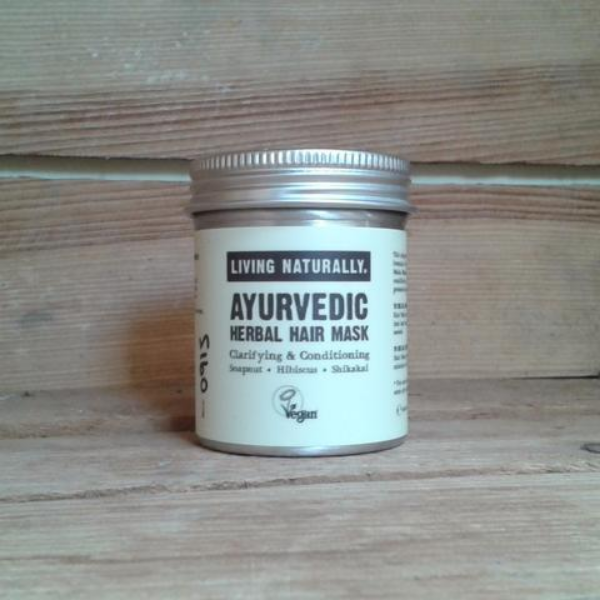 LIVING NATURALLY.
AYURVEDIC
HERBAL HAIR MASK
Clarifying & Conditioning
Soapnut • Hibiscus • Shikakai
Vegan